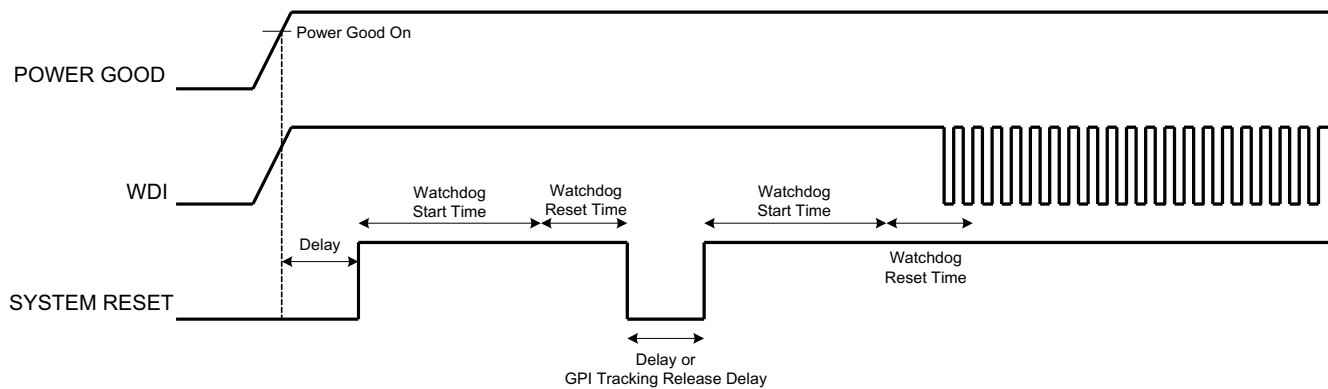 Power Good On
POWER GOOD
WDI
Watchdog
Start Time
Watchdog
Reset Time
Watchdog
Start Time
Delay
Watchdog
Reset Time
SYSTEM RESET
Delay or
GPI Tracking Release Delay